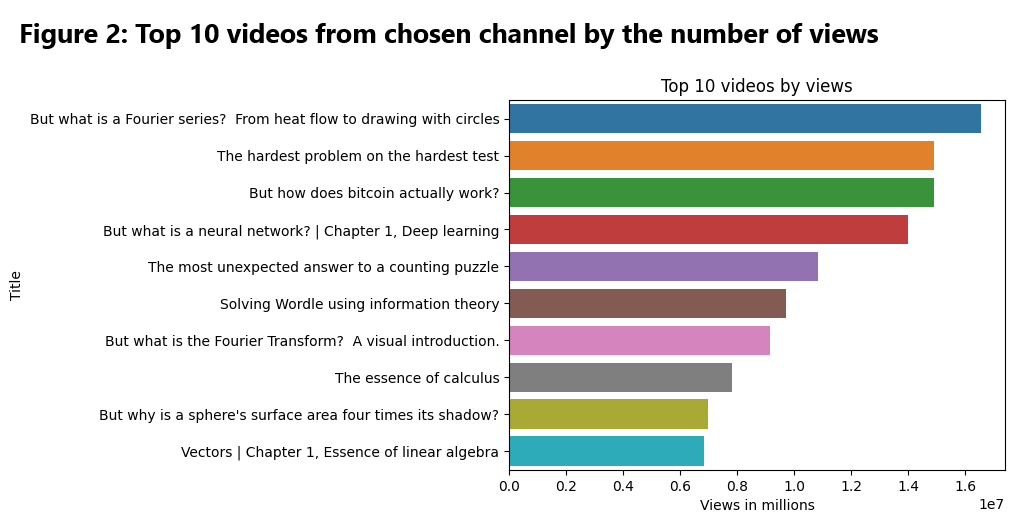 Figure 2: Top 10 videos from chosen channel by the number of views
Top 10 videos by views
But what is a Fourier series?  From heat flow to drawing with circles
The hardest problem on the hardest test
But how does bitcoin actually work?
But what is a neural network? | Chapter 1, Deep learning
The most unexpected answer to a counting puzzle
Solving Wordle using information theory
But what is the Fourier Transform?  A visual introduction.
The essence of calculus
But why is a sphere's surface area four times its shadow?
Vectors | Chapter 1, Essence of linear algebra
Title
0.0 0.2 0.4 0.6 0.8 1.0 1.2 1.4 1.6
1e7
Views in millions